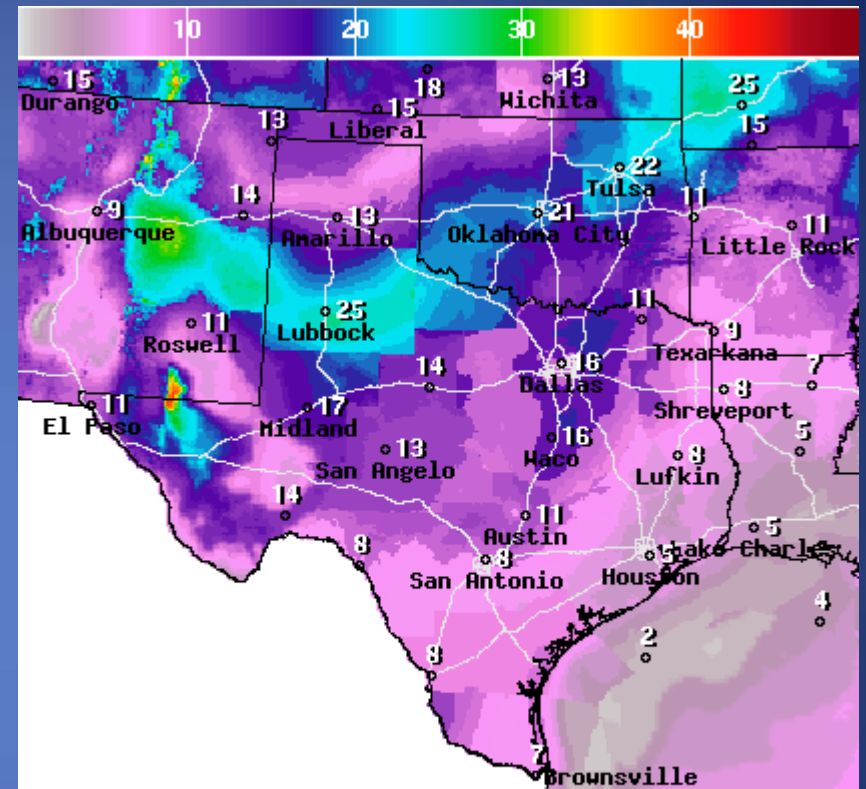 10 20 30 40
15
Durango
18
13
Wichita
25
15
Liberal
13
15
22
Tulsa
9
Albuquerque
14
13
Amarillo
21
Oklahoma City
11
11
Little Rock
11
Roswell
25
Lubbock
11
9
Texarkana
16
Dallas
14
7
8
Shreveport
11
El Paso
17
Midland
13
San Angelo
16
Waco
8
Lufkin
5
14
11
Austin
5
Lake Charles
8
8
San Antonio
5
Houston
4
2
8
7
Brownsville